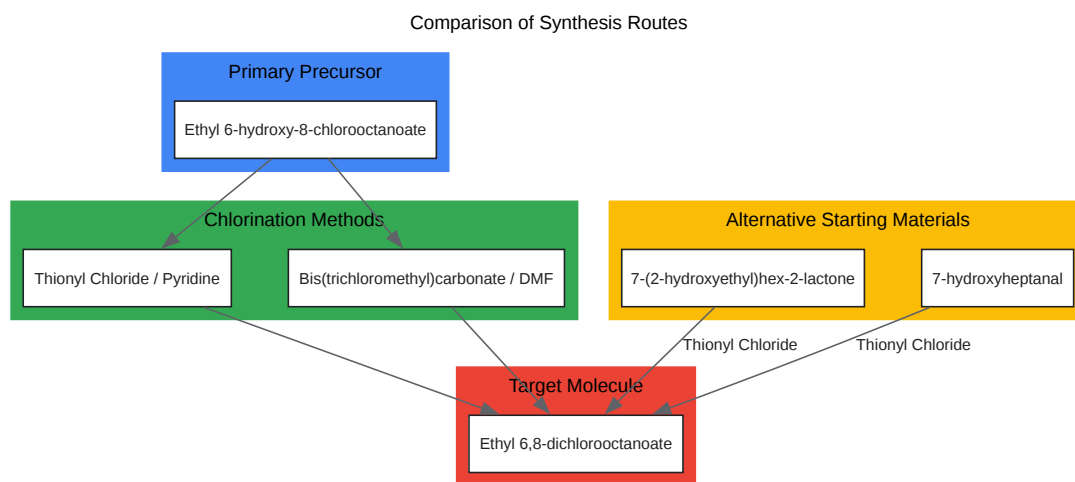 Comparison of Synthesis Routes
Primary Precursor
Ethyl 6-hydroxy-8-chlorooctanoate
Chlorination Methods
Alternative Starting Materials
Thionyl Chloride / Pyridine
Bis(trichloromethyl)carbonate / DMF
7-(2-hydroxyethyl)hex-2-lactone
7-hydroxyheptanal
Thionyl Chloride
Thionyl Chloride
Target Molecule
Ethyl 6,8-dichlorooctanoate